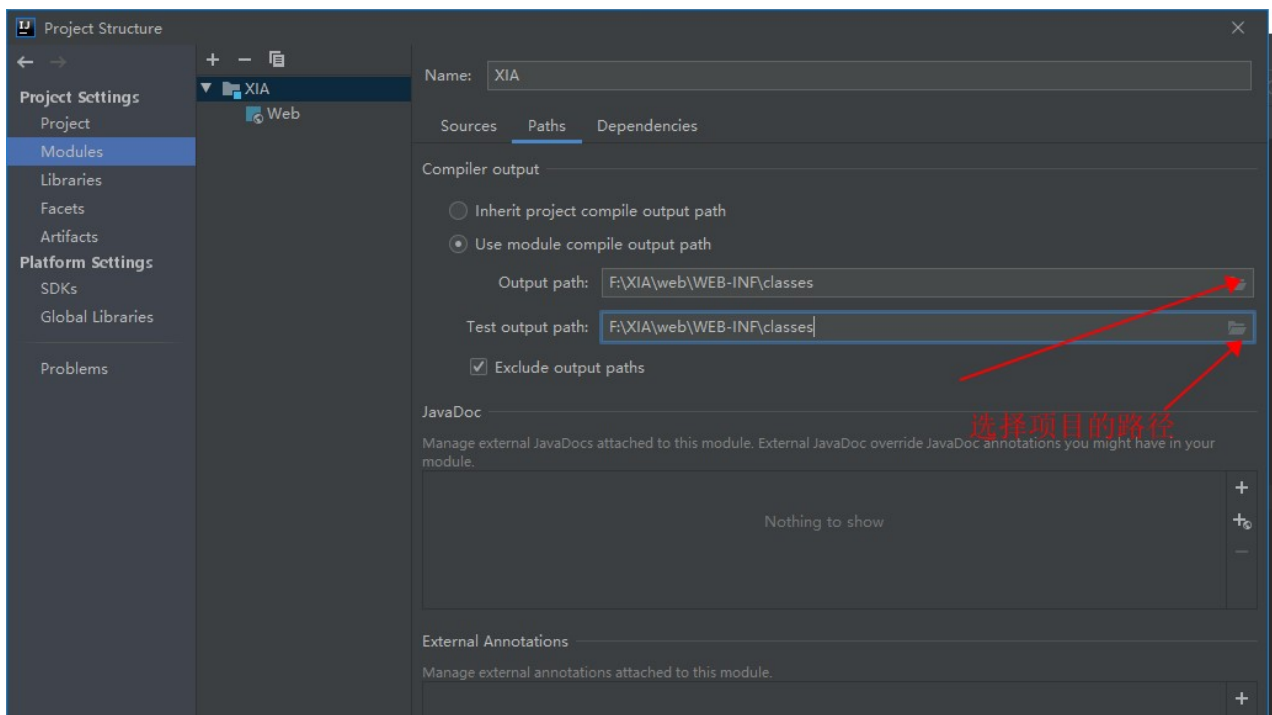 Project Structure
Project Settings
Project
Modules
Libraries
Facets
Artifacts
Platform Settings
SDKs
Global Libraries
Problems
XIA
Web
Name: XIA
Sources Paths Dependencies
Compiler output
Inherit project compile output path
Use module compile output path
Output path: F:\XIA\web\WEB-INF\classes
Test output path: F:\XIA\web\WEB-INF\classes
Exclude output paths
选择项目的路径
JavaDoc
Manage external JavaDocs attached to this module. External JavaDoc override JavaDoc annotations you might have in your
module.
Nothing to show
External Annotations
Manage external annotations attached to this module.